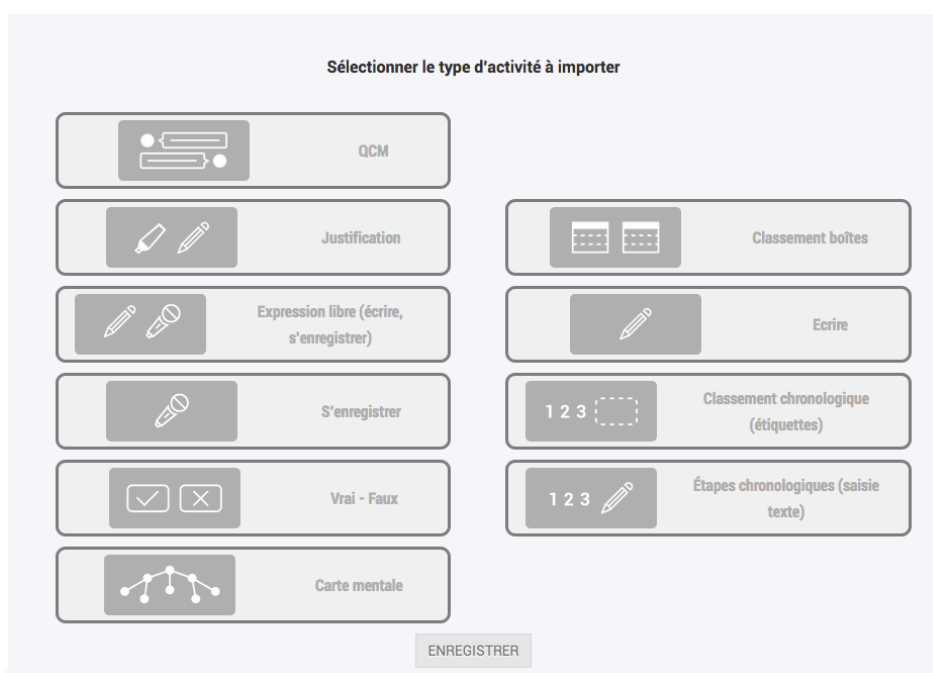 Sélectionner le type d'activité à importer
QCM
Justification
Classement boîtes
Expression libre (écrire,
s'enregistrer)
Ecrire
S'enregistrer
1 2 3
Classement chronologique
(étiquettes)
Vrai - Faux
1 2 3
Étapes chronologiques (saisie
texte)
Carte mentale
ENREGISTRER